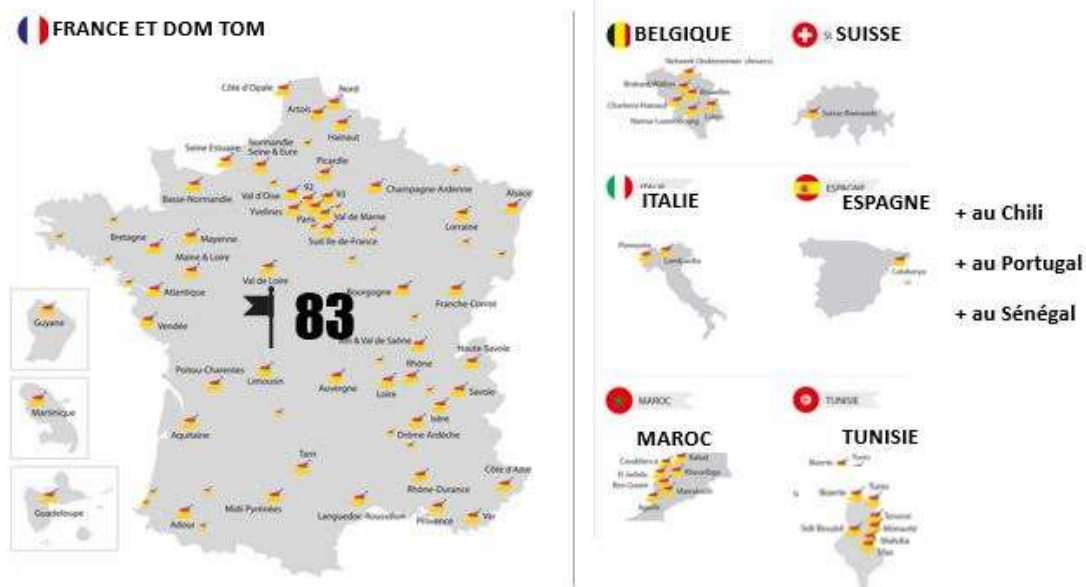 FRANCE ET DOM TOM
Côte d'Opale
Nord
Artois
Hainaut
Normandie
Seine & Eure
Seine Estuaire
Picardie
Basse-Normandie
Val d'Oise
92
93
Champagne-Ardenne
Alsace
Yvelines
Paris
Val de Marne
Lorraine
Sud Ile de France
Bretagne
Mayenne
Maine & Loire
Val de Loire
Bourgogne
Franche-Comté
Atlantique
Guyane
83
Vendée
Ain & Val de Saône
Haute-Savoie
Rhône
Poitou-Charentes
Limousin
Auvergne
Loire
Savoie
Martinique
Isère
Aquitaine
Drôme Ardèche
Tarn
Côte d'Azur
Rhône-Durance
Guadeloupe
Adour
Midi-Pyrénées
Languedoc-Roussillon
Provence
Var
BELGIQUE
Bruxelles
Charleroi-Hainaut
Liège
Namur-Luxembourg
SUISSE
Suisse Romande
ITALIE
Piemonte
Lombardia
ESPAGNE
ESPAGNE
Catalunya
+ au Chili
+ au Portugal
+ au Sénégal
MAROC
MAROC
Casablanca
Rabat
El Jadida
Khouribga
Marrakech
Agadir
TUNISIE
TUNISIE
Bizerte
Tunis
Bizerte
Tunis
Sousse
Sidi Bouzid
Monastir
Mahdia
Sfax